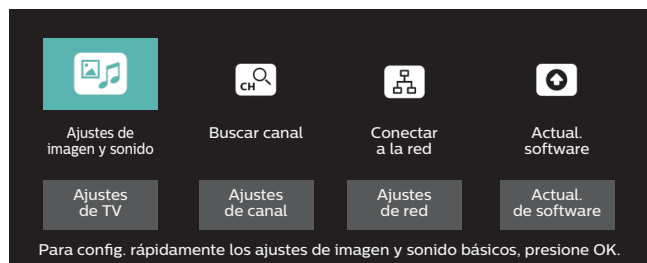 CH
Ajustes de
imagen y sonido
Buscar canal
Conectar
a la red
Actual.
software
Ajustes
de TV
Ajustes
de canal
Ajustes
de red
Actual.
de software
Para config. rápidamente los ajustes de imagen y sonido básicos, presione OK.